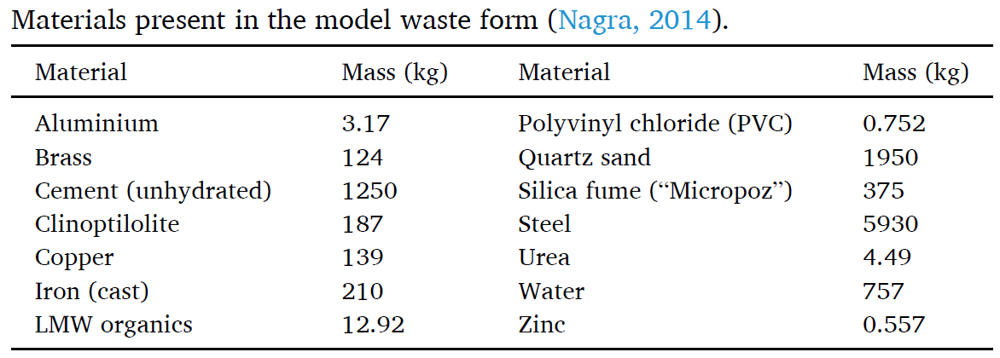 Materials present in the model waste form (Nagra, 2014).
Material Mass (kg) Material Mass (kg)
Aluminium 3.17 Polyvinyl chloride (PVC) 0.752
Brass 124 Quartz sand 1950
Cement (unhydrated) 1250 Silica fume (“Micropoz”) 375
Clinoptilolite 187 Steel 5930
Copper 139 Urea 4.49
Iron (cast) 210 Water 757
LMW organics 12.92 Zinc 0.557